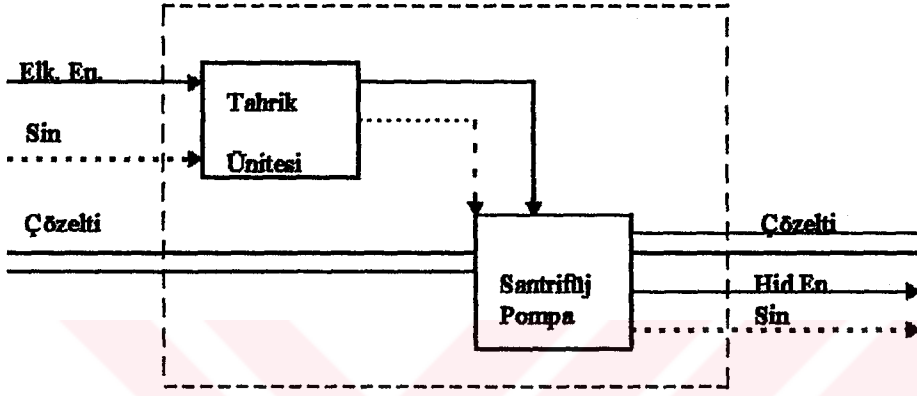 Elk. En.
Tahrik
Ünitesi
Sin
Çözelti
Çözelti
Santrifüj
Pompa
Hid En
Sin